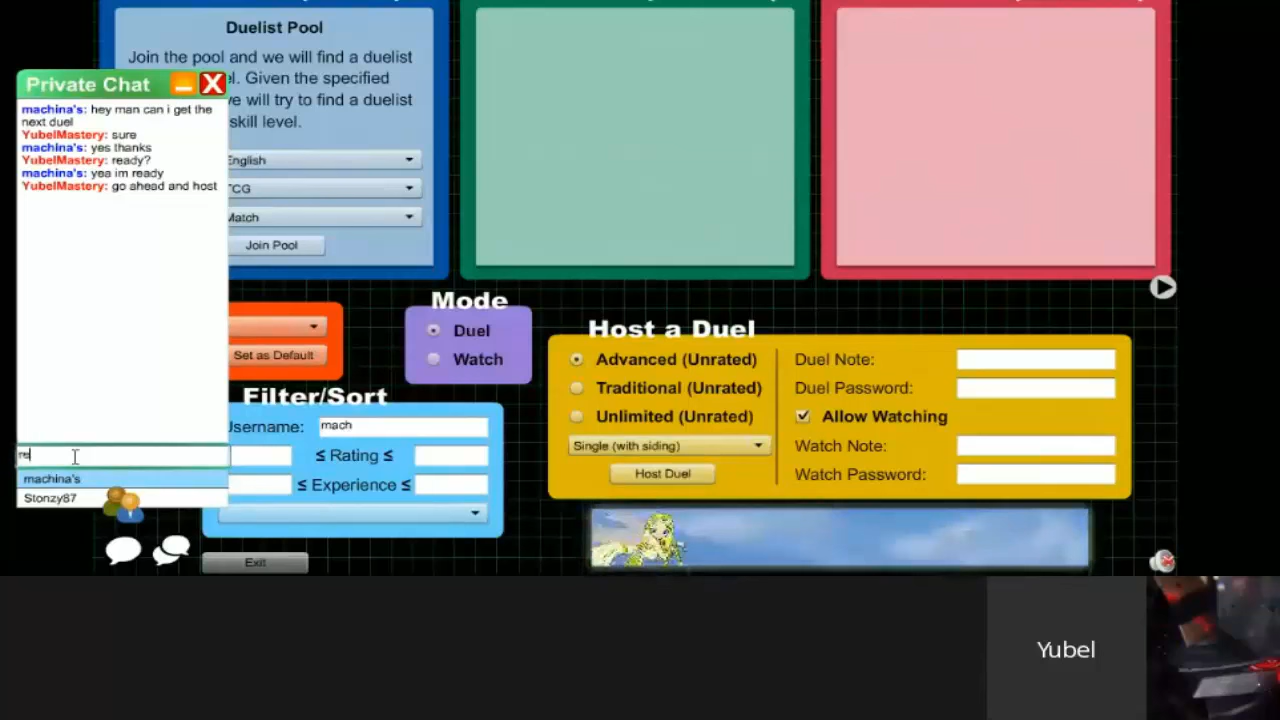 Duelist Pool
Join the pool and we will find a duelist
el. Given the specified
we will try to find a duelist
skill level.
English
TCG
Match
Join Pool
Private Chat
machina's: hey man can i get the
next duel
YubelMastery: sure
machina's: yes thanks
YubelMastery: ready?
machina's: yea im ready
YubelMastery: go ahead and host
re
machina's
Stonzy87
Set as Default
Mode
Duel
Watch
Filter/Sort
Username: mach
≤ Rating ≤
≤ Experience ≤
Exit
Host a Duel
Advanced (Unrated)
Traditional (Unrated)
Unlimited (Unrated)
Single (with siding)
Host Duel
Duel Note:
Duel Password:
Allow Watching
Watch Note:
Watch Password:
Yubel